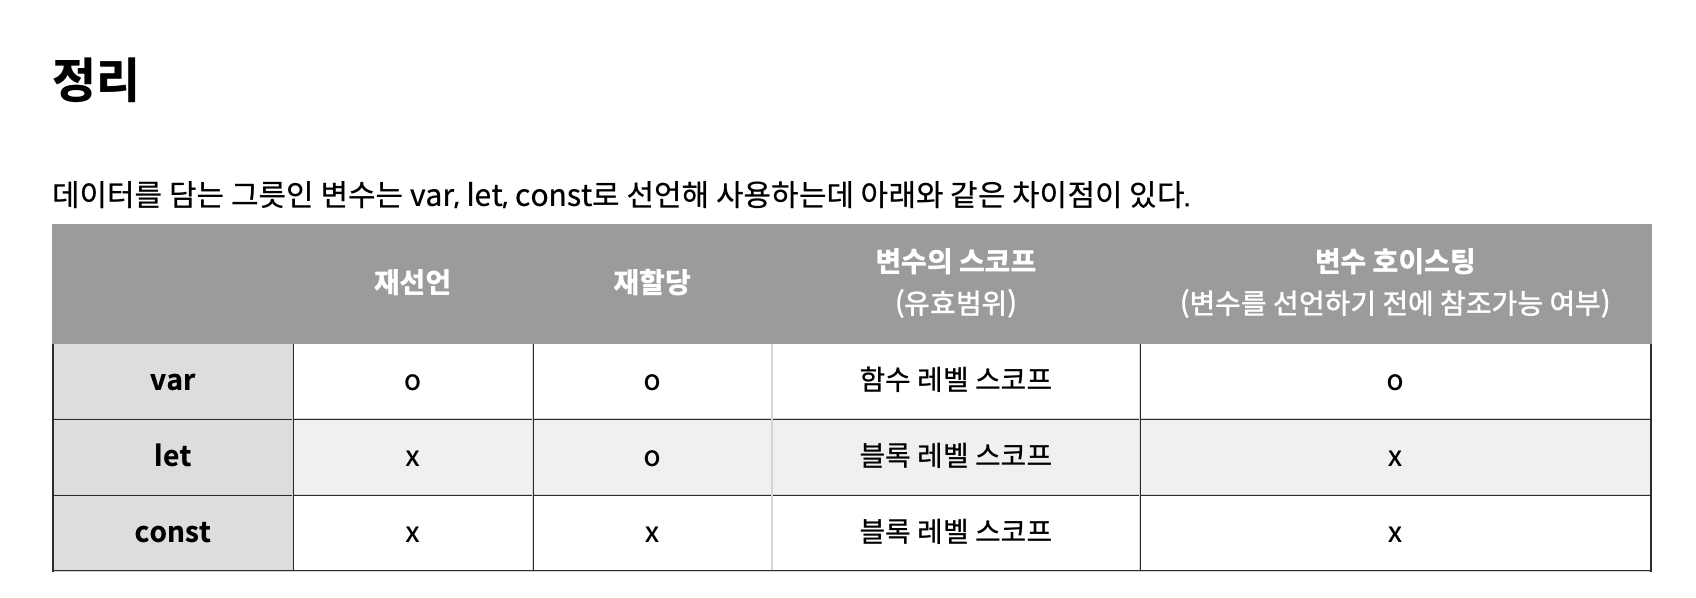 정리
데이터를 담는 그릇인 변수는 var, let, const로 선언해 사용하는데 아래와 같은 차이점이 있다.
재선언 재할당 변수의 스코프 변수 호이스팅
(유효범위) (변수를 선언하기 전에 참조가능 여부)
var o o 함수 레벨 스코프 o
let x o 블록 레벨 스코프 x
const x x 블록 레벨 스코프 x